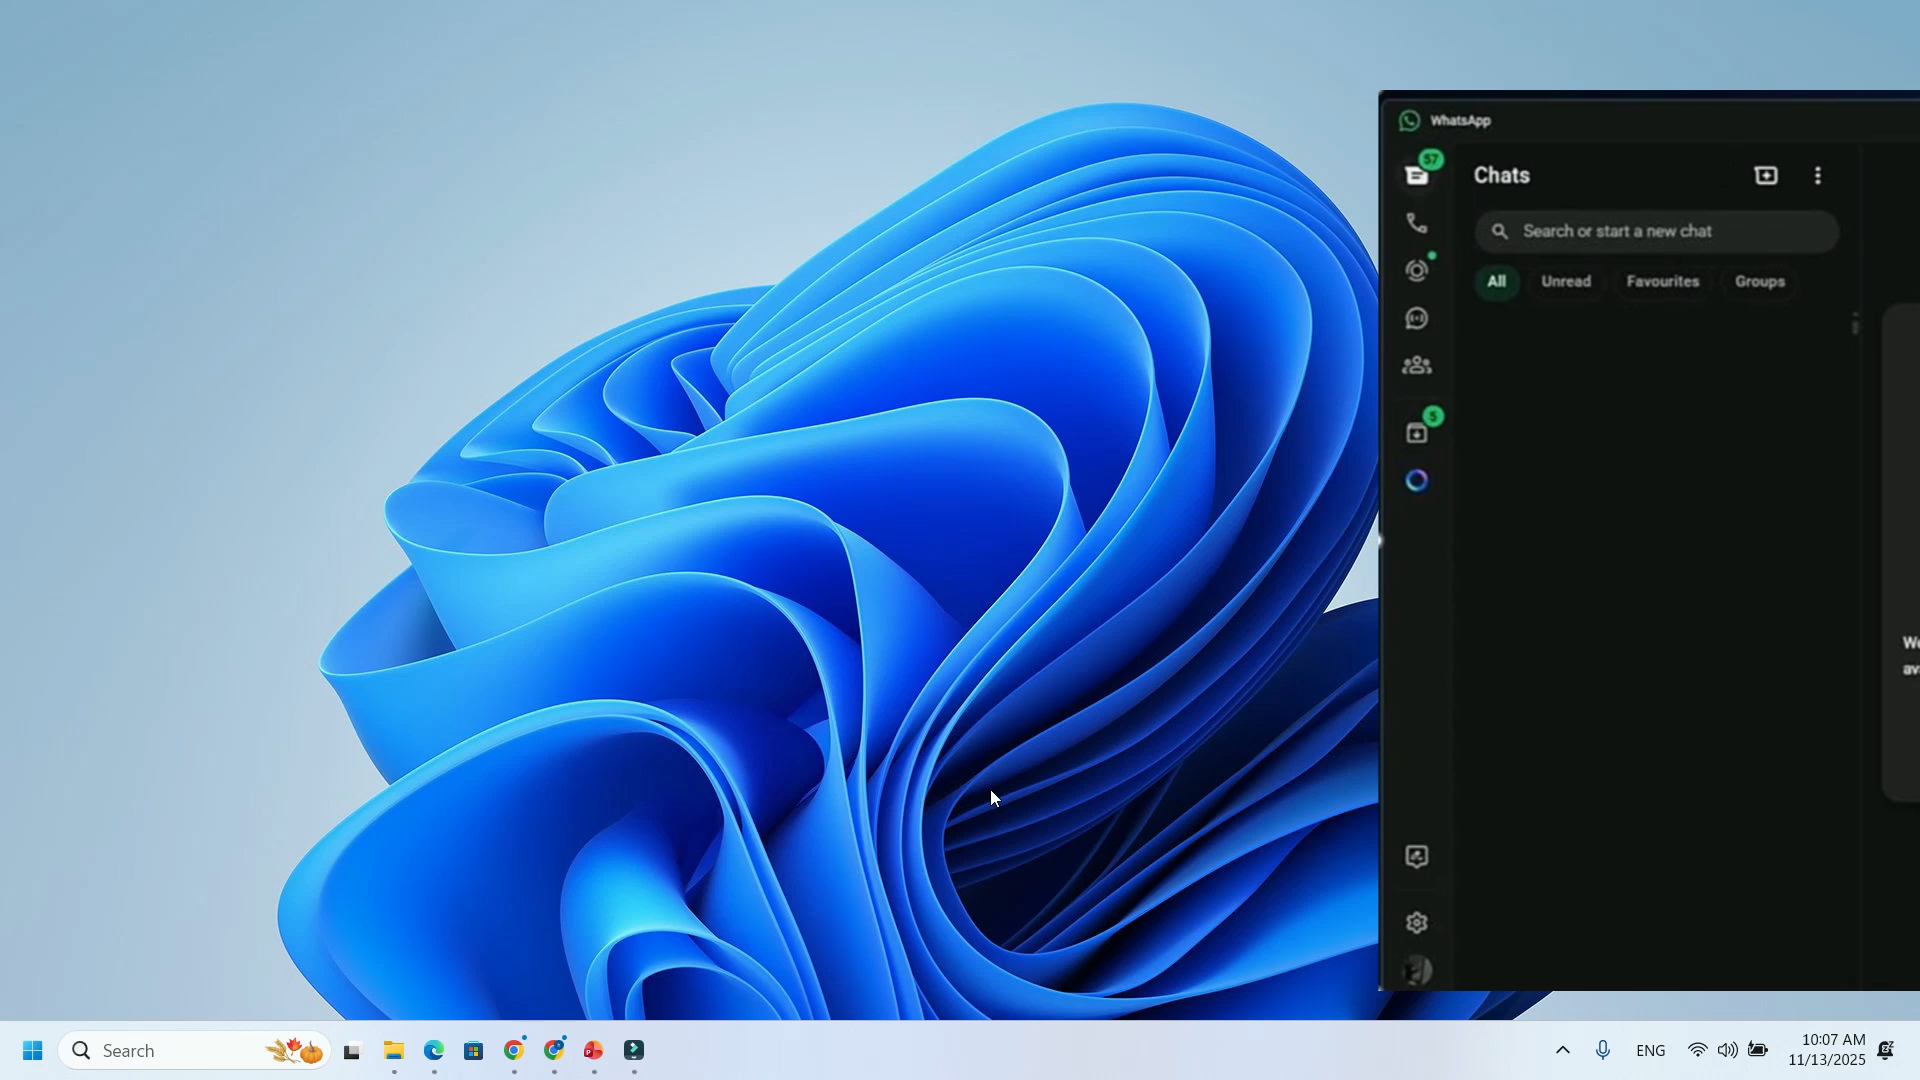 WhatsApp
57
Chats
Search or start a new chat
All Unread Favourites Groups
5
Search
ENG
10:07 AM
11/13/2025